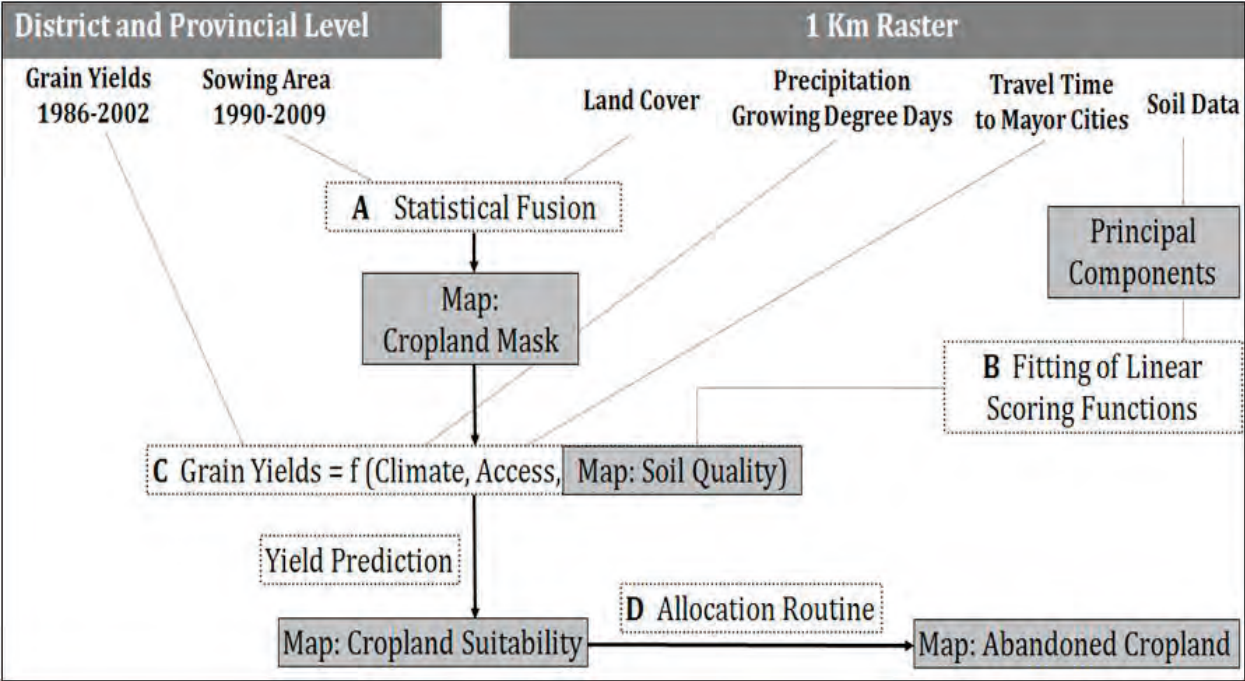 District and Provincial Level
1 Km Raster
Grain Yields
1986-2002
Sowing Area
1990-2009
Land Cover
Precipitation
Growing Degree Days
Travel Time
to Mayor Cities
Soil Data
A Statistical Fusion
Principal
Components
Map:
Cropland Mask
B Fitting of Linear
Scoring Functions
C Grain Yields = f (Climate, Access, Map: Soil Quality)
Yield Prediction
D Allocation Routine
Map: Cropland Suitability
Map: Abandoned Cropland